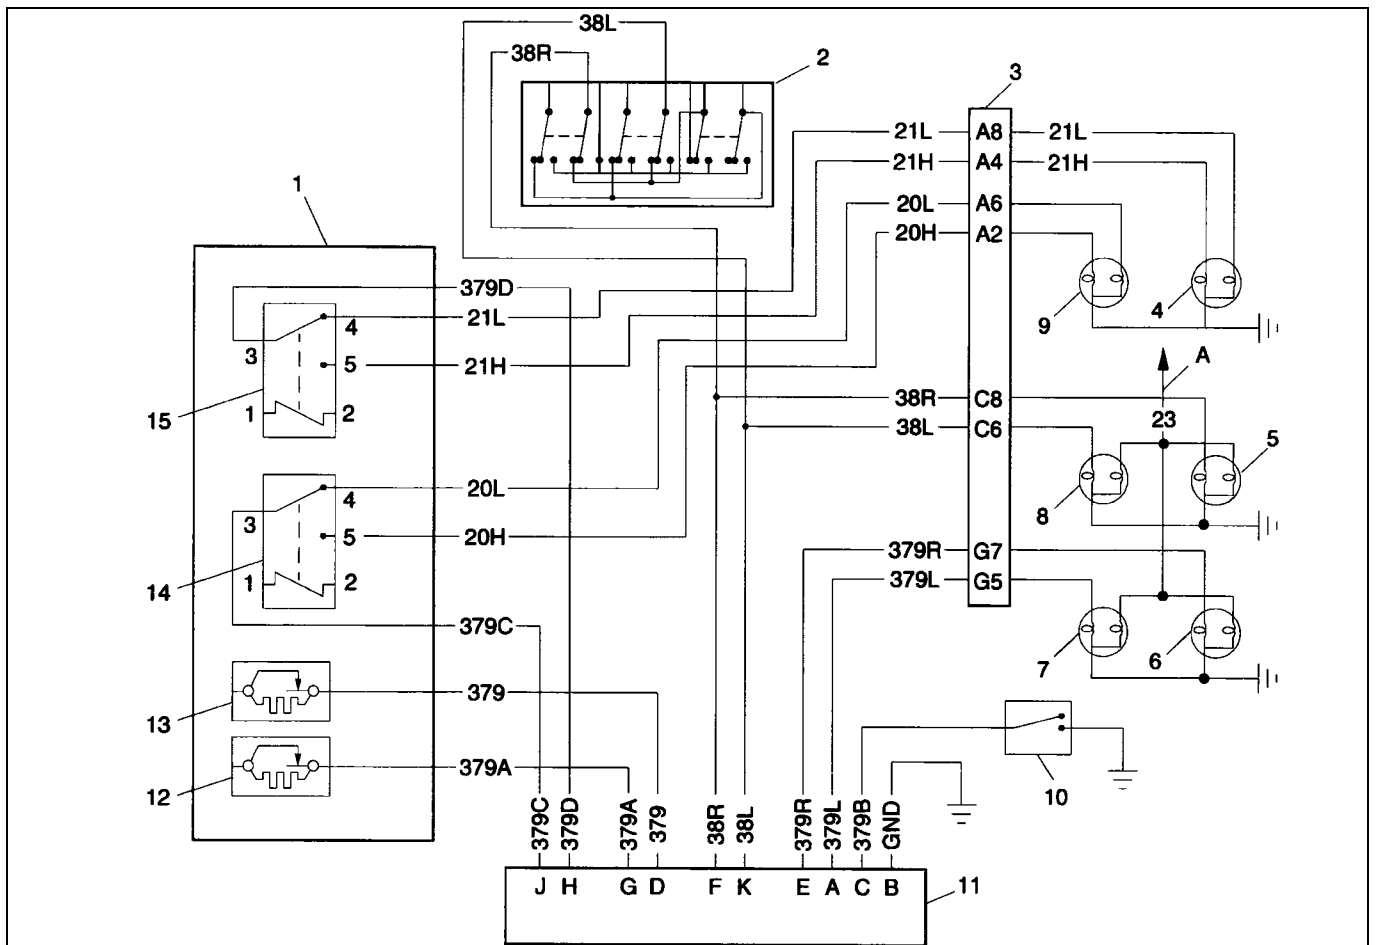 38L
38R
2
3
21L A8 21L
21H A4 21H
20L A6
20H A2
1
379D
21L
4
3
5
21H
15
1
2
9
4
A
38R C8
38L C6
23
5
8
20L
4
3
5
20H
14
1
2
379R G7
379L G5
379C
7
6
13
379
12
379A
10
379C
379D
379A
379
38R
38L
379R
379L
379B
GND
J H G D F K E A C B
11